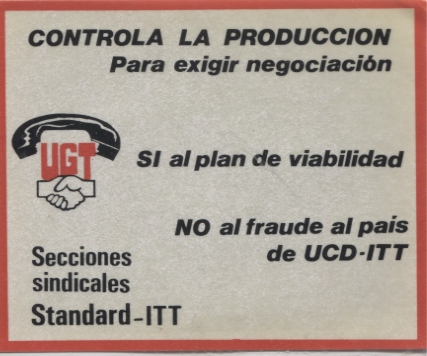 CONTROLA LA PRODUCCION
Para exigir negociación
UGT
SI al plan de viabilidad
NO al fraude al pais
de UCD-ITT
Secciones
sindicales
Standard-ITT